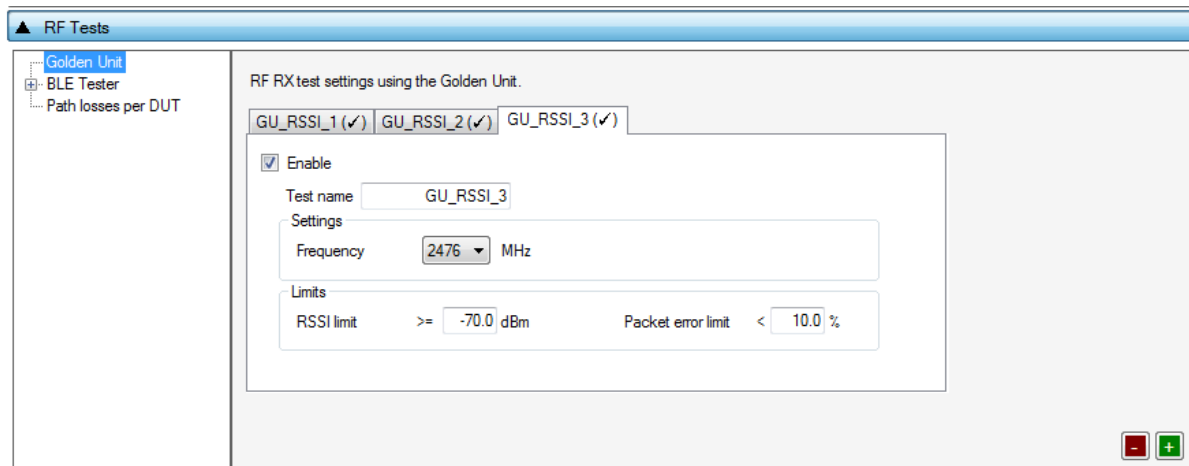 ▲ RF Tests
Golden Unit
BLE Tester
Path losses per DUT
RF RX test settings using the Golden Unit.
GU_RSSI_1 (✓) GU_RSSI_2 (✓) GU_RSSI_3 (✓)
Enable
Test name GU_RSSI_3
Settings
Frequency 2476 MHz
Limits
RSSI limit >= -70.0 dBm Packet error limit < 10.0 %
- +